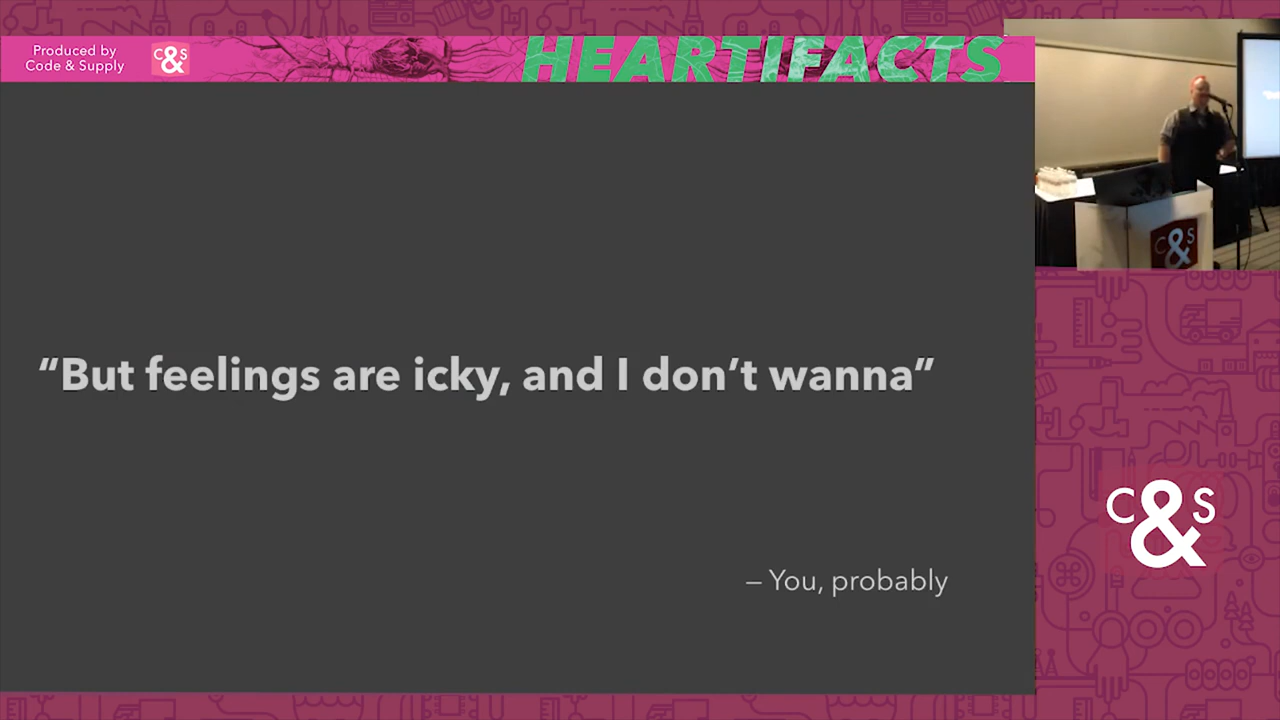 Produced by
Code & Supply
C&S
HEARTIFACTS
“But feelings are icky, and I don’t wanna”
– You, probably
C&S
C&S